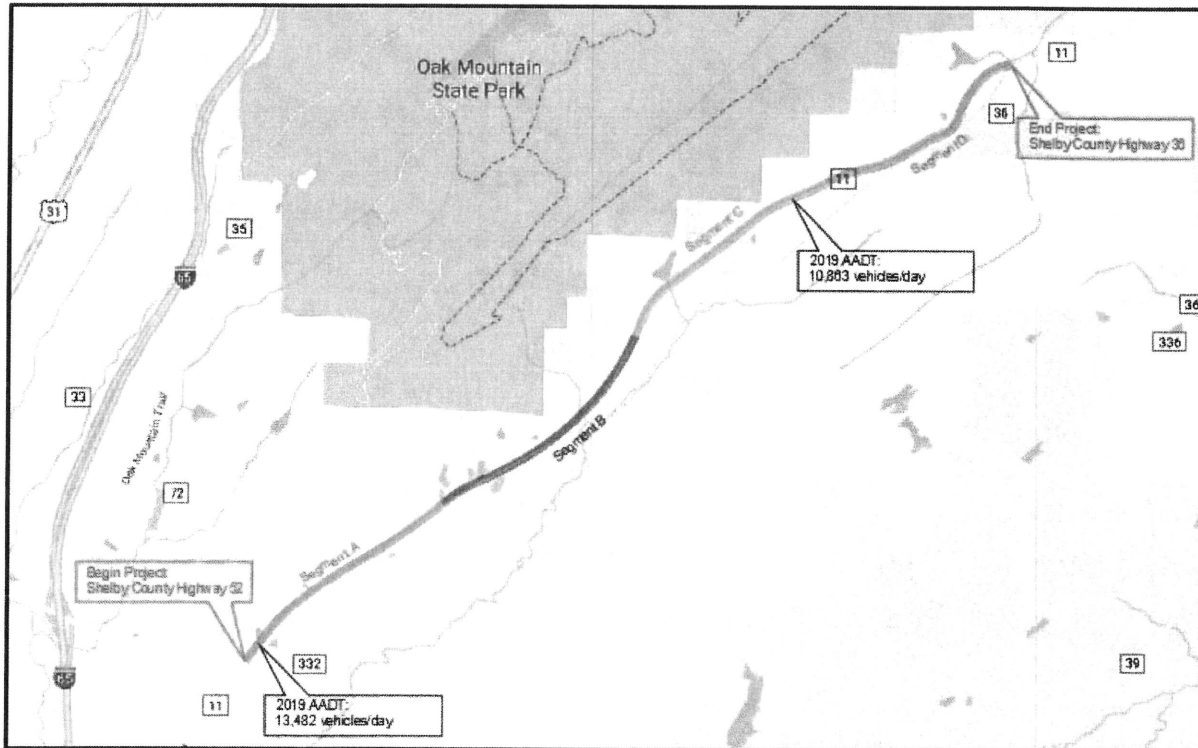 Oak Mountain
State Park
11
36
End Project:
Shelby County Highway 36
31
35
65
Segment D
11
Segment C
2019 AADT:
10,863 vehicles/day
36
336
33
Oak Mountain Trail
Segment B
72
Segment A
Begin Project:
Shelby County Highway 52
332
39
65
11
2019 AADT:
13,482 vehicles/day